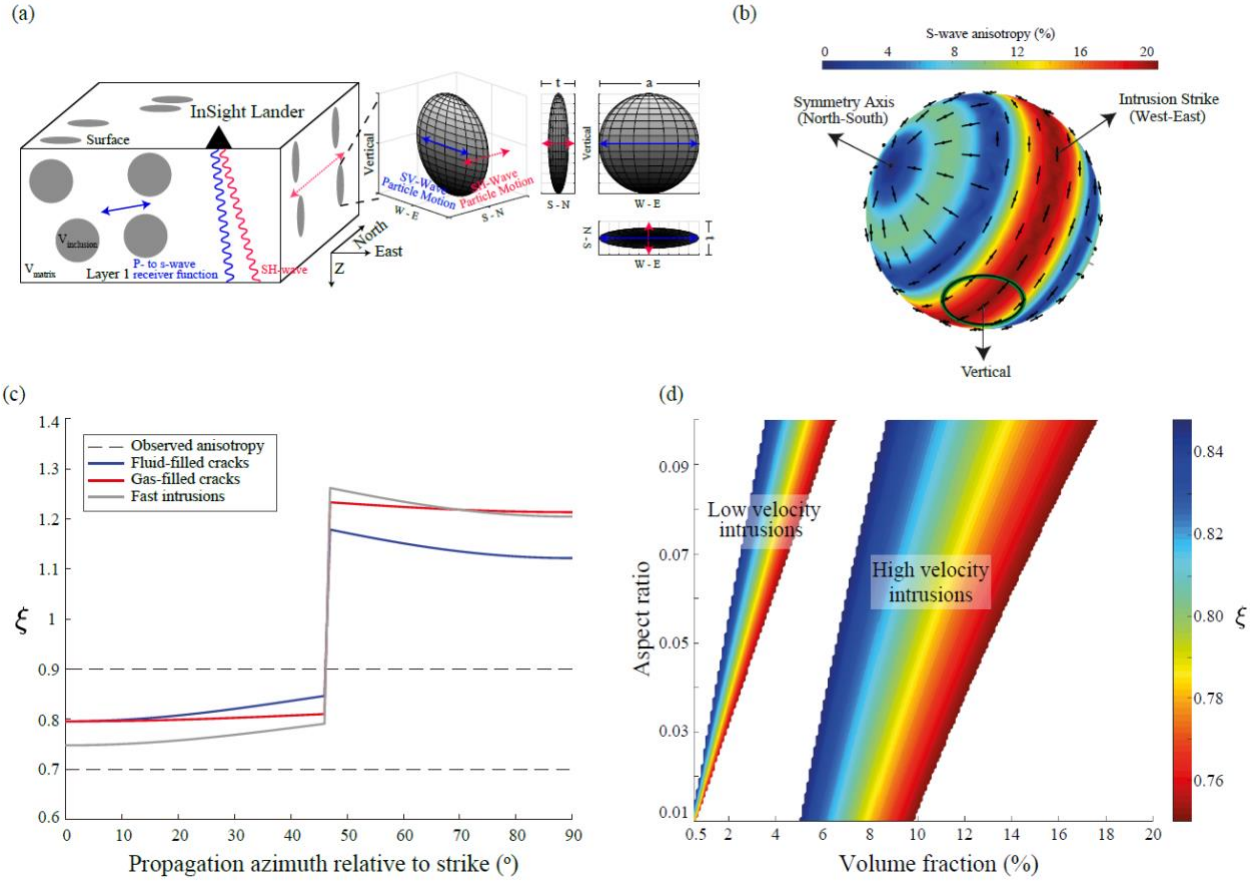 (a)
InSight Lander
Surface
Vinclusion
Vmatrix
Layer 1
P- to s-wave
receiver function
SH-wave
North
East
Z
Vertical
SV-Wave
Particle Motion
SH-Wave
Particle Motion
W - E
S - N
t
Vertical
S - N
a
Vertical
W - E
S - N
W - E
t
(b)
S-wave anisotropy (%)
0 4 8 12 16 20
Symmetry Axis
(North-South)
Intrusion Strike
(West-East)
Vertical
(c)
1.4
1.3
1.2
1.1
1
0.9
0.8
0.7
0.6
ξ
Observed anisotropy
Fluid-filled cracks
Gas-filled cracks
Fast intrusions
0 10 20 30 40 50 60 70 80 90
Propagation azimuth relative to strike (º)
(d)
Aspect ratio
0.09
0.07
0.05
0.03
0.01
Low velocity
intrusions
High velocity
intrusions
0.5 2 4 6 8 10 12 14 16 18 20
Volume fraction (%)
0.84
0.82
0.80
0.78
0.76
ξ